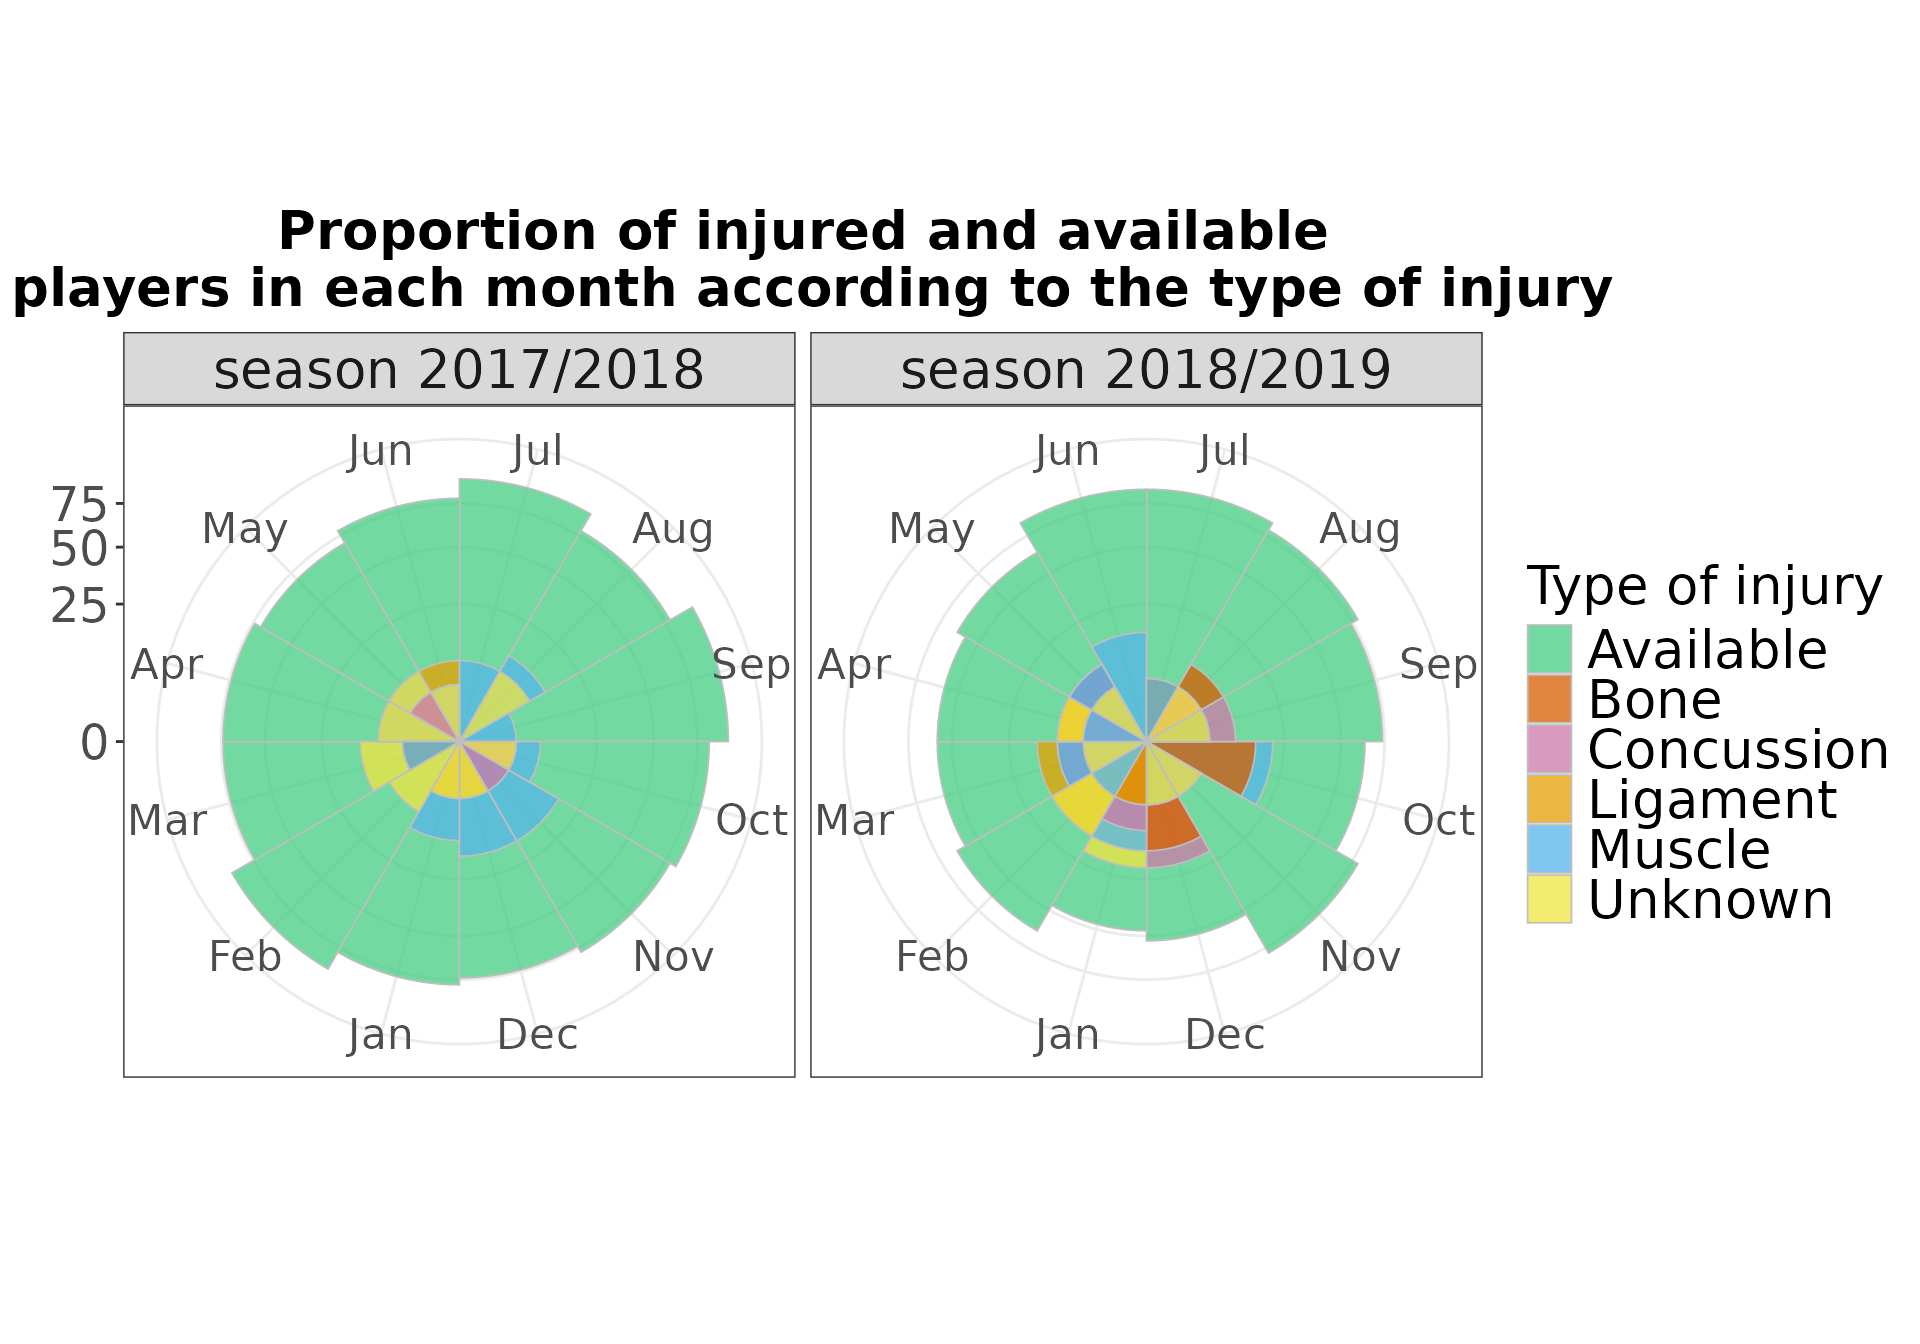 Proportion of injured and available
players in each month according to the type of injury
season 2017/2018
season 2018/2019
75
50
25
0
Jun
Jul
May
Aug
Apr
Sep
Mar
Oct
Feb
Nov
Jan
Dec
Jun
Jul
May
Aug
Apr
Sep
Mar
Oct
Feb
Nov
Jan
Dec
Type of injury
Available
Bone
Concussion
Ligament
Muscle
Unknown